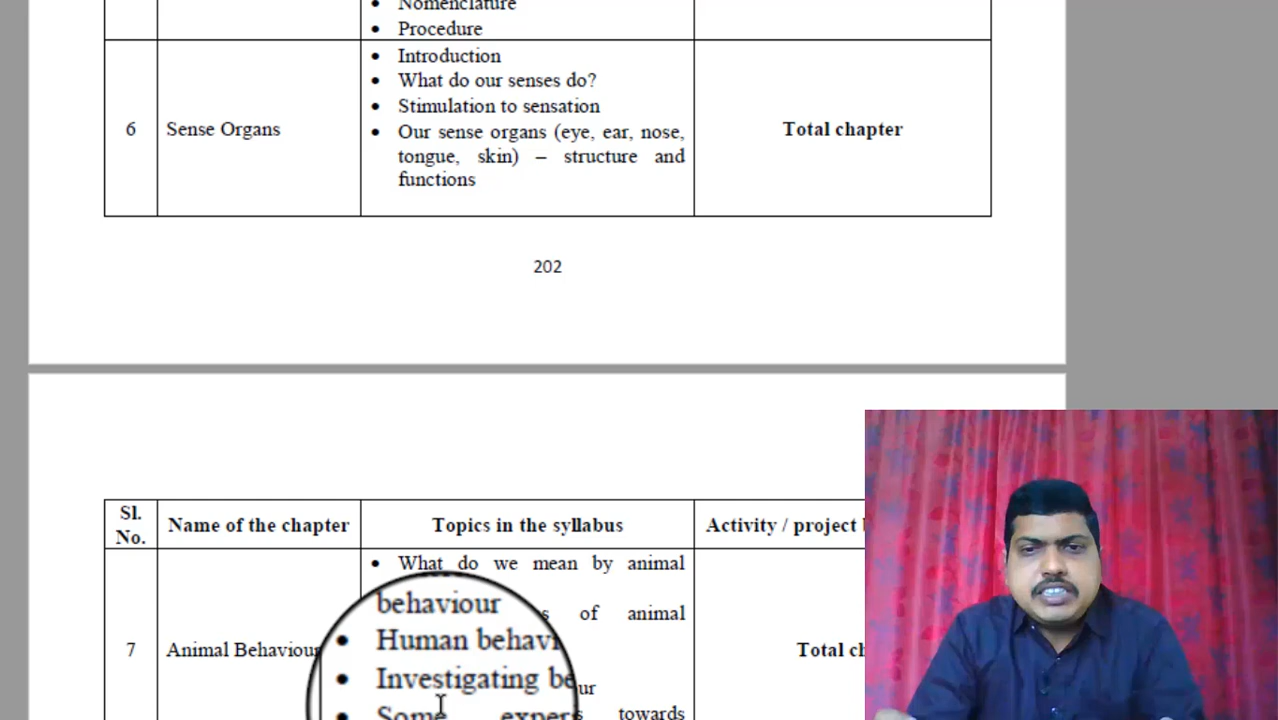 Nomenclature
Procedure
6
Sense Organs
Introduction
What do our senses do?
Stimulation to sensation
Our sense organs (eye, ear, nose,
tongue, skin) – structure and
functions
Total chapter
202
Sl.
No.
Name of the chapter
Topics in the syllabus
Activity / project
7
Animal Behaviour
What do we mean by animal
behaviour
of animal
Human behavi
Investigating be
ur
Some exper
towards
Total ch